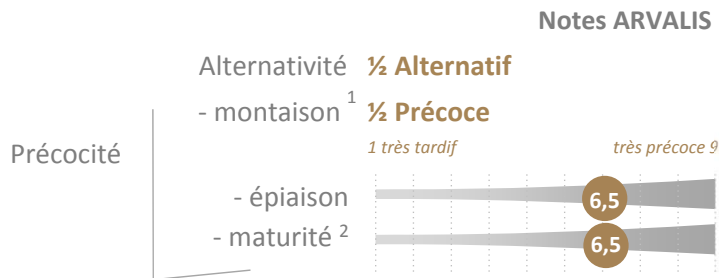 Notes ARVALIS
Alternativité ½ Alternatif
- montaison 1 ½ Précoce
Précocité
1 très tardif très précoce 9
- épiaison 6,5
- maturité 2 6,5